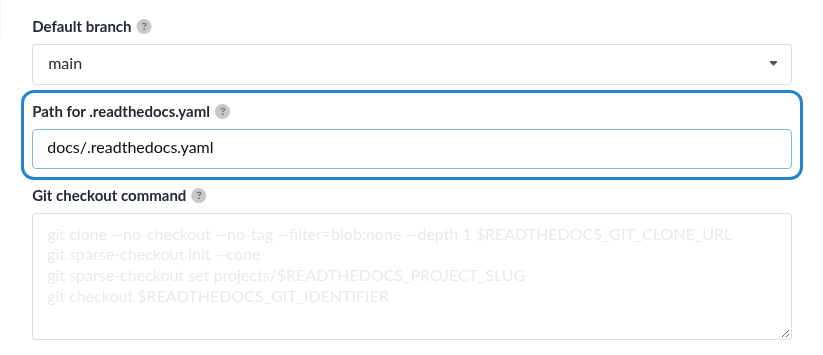 Default branch ?
main
Path for .readthedocs.yaml ?
docs/.readthedocs.yaml
Git checkout command ?
git clone --no-checkout --no-tag --filter=blob:none --depth 1 $READTHEDOCS_GIT_CLONE_URL
git sparse-checkout init --cone
git sparse-checkout set projects/$READTHEDOCS_PROJECT_SLUG
git checkout $READTHEDOCS_GIT_IDENTIFIER